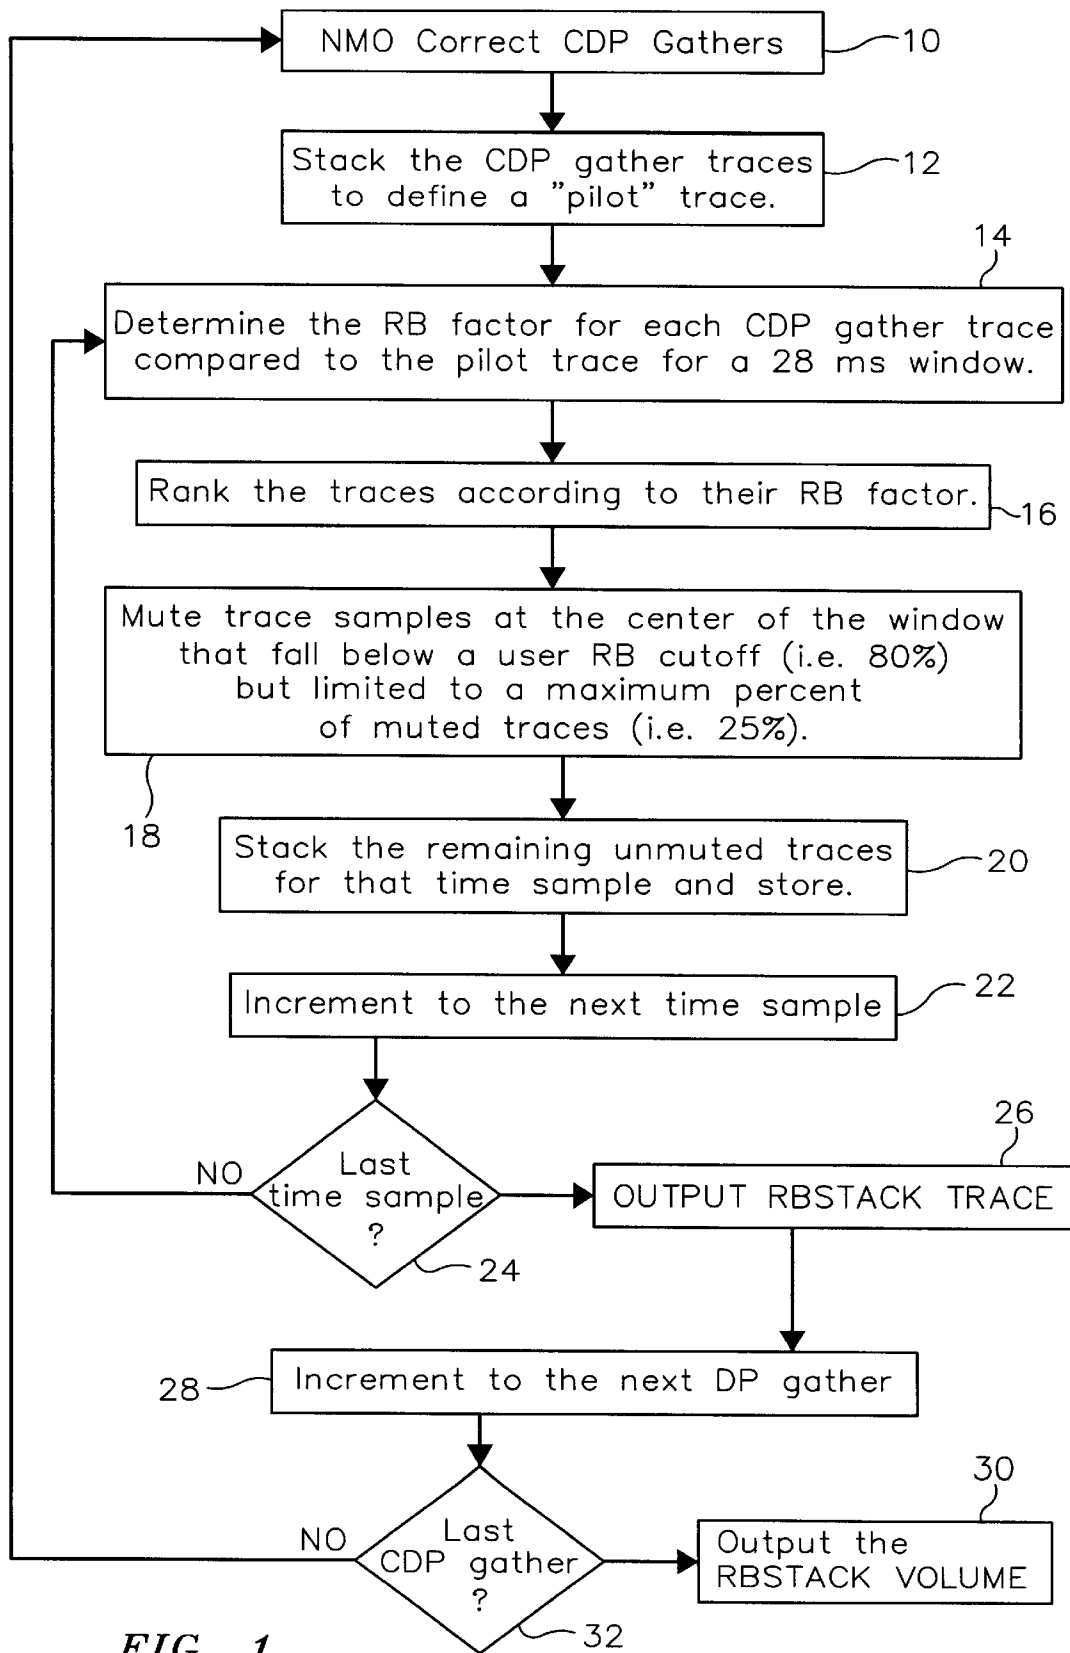 NMO Correct CDP Gathers
10
Stack the CDP gather traces
to define a "pilot" trace.
12
14
Determine the RB factor for each CDP gather trace
compared to the pilot trace for a 28 ms window.
Rank the traces according to their RB factor.
16
Mute trace samples at the center of the window
that fall below a user RB cutoff (i.e. 80%)
but limited to a maximum percent
of muted traces (i.e. 25%).
18
Stack the remaining unmuted traces
for that time sample and store.
20
Increment to the next time sample
22
NO
Last
time sample
?
24
26
OUTPUT RBSTACK TRACE
28
Increment to the next DP gather
NO
Last
CDP gather
?
32
30
Output the
RBSTACK VOLUME
FIG. 1